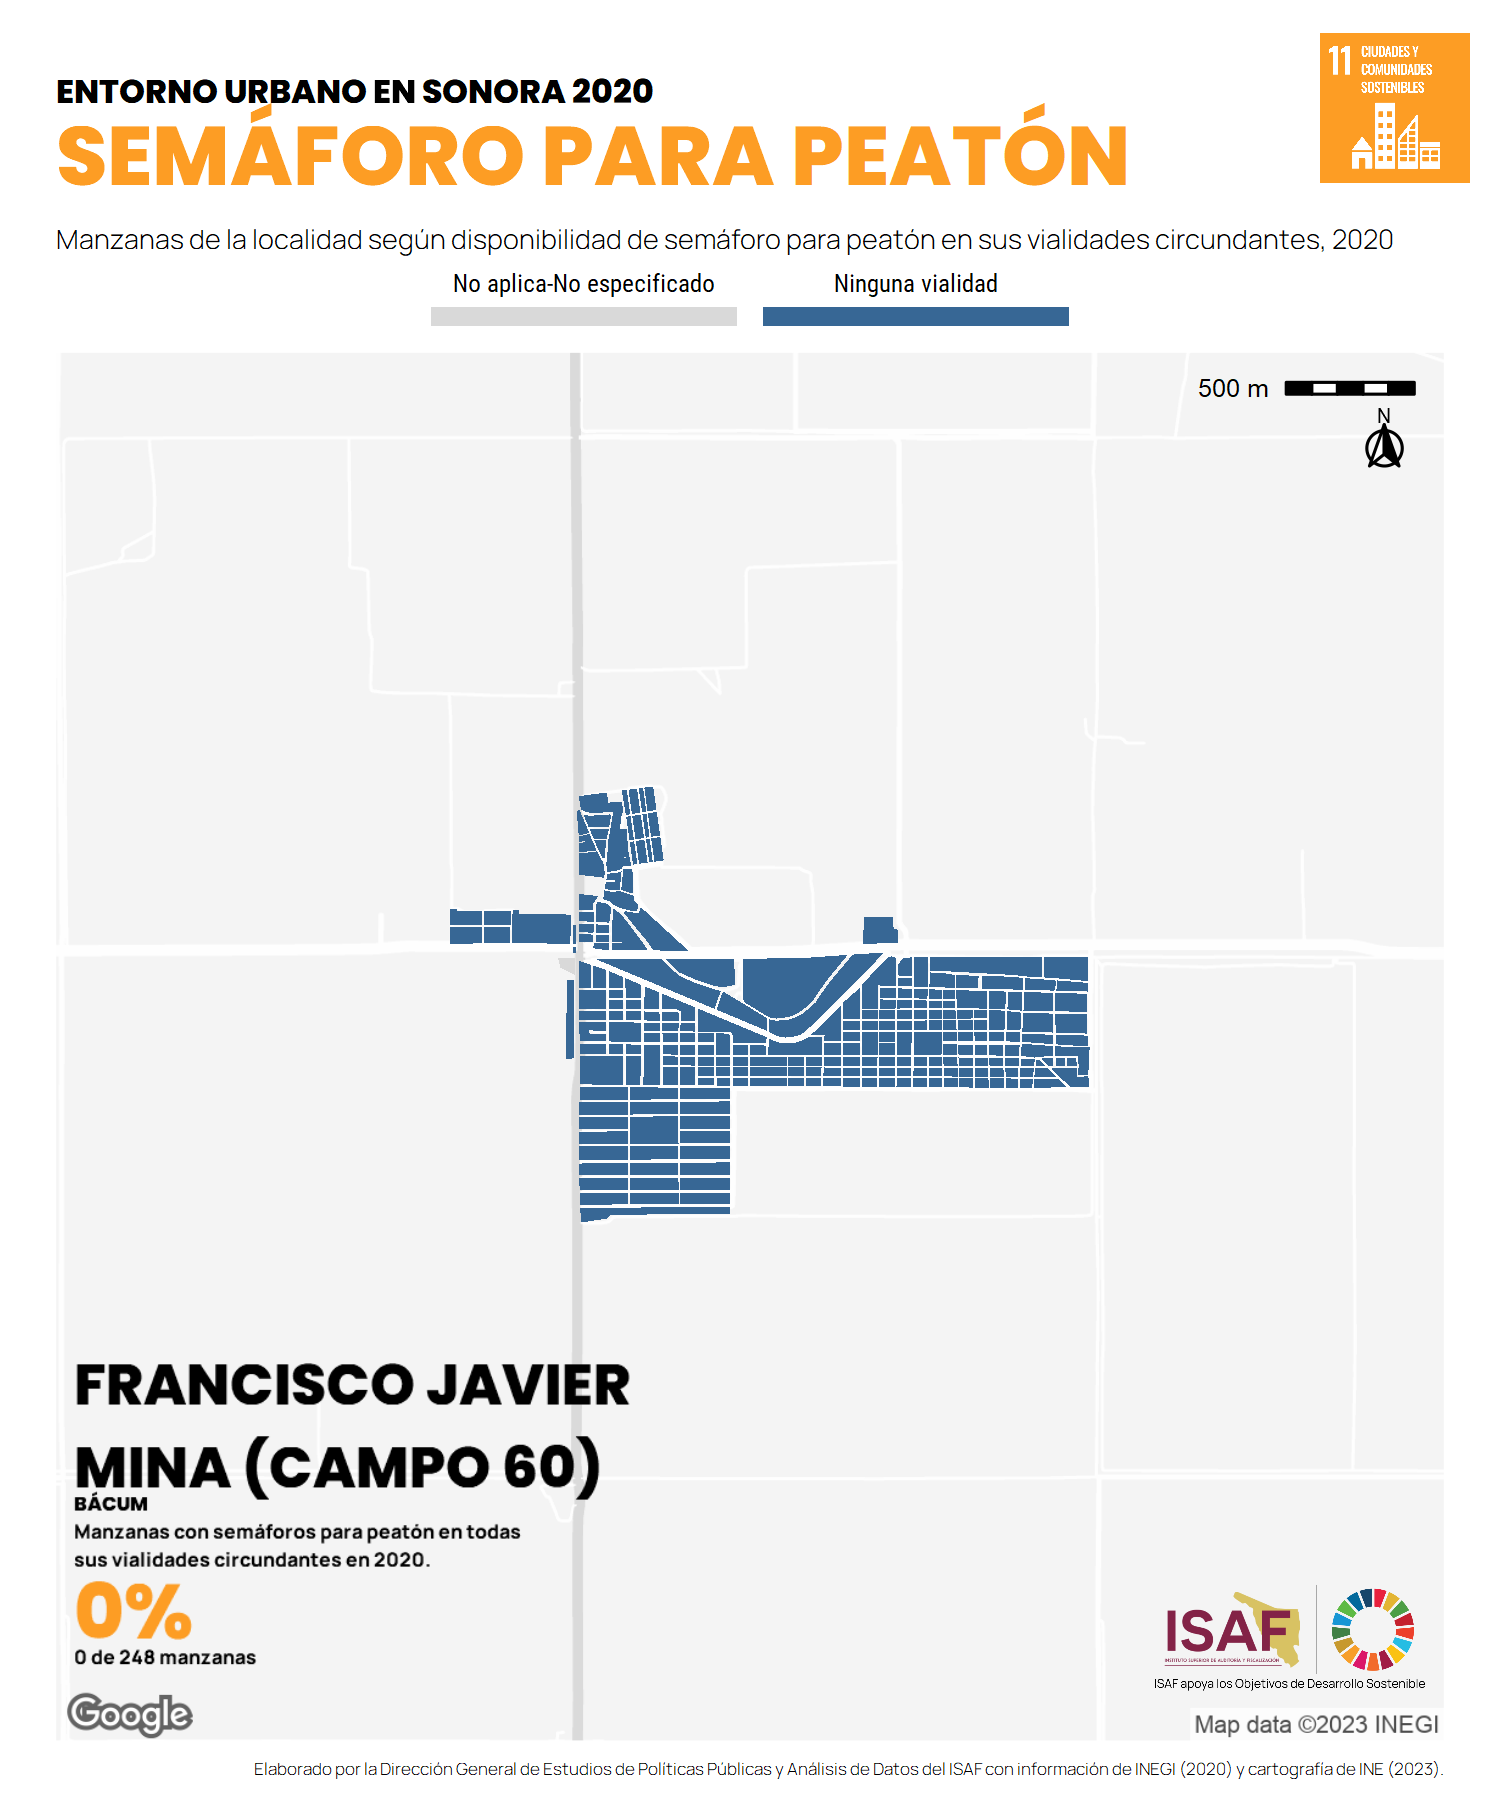 ENTORNO URBANO EN SONORA 2020
SEMÁFORO PARA PEATÓN
11 CIUDADES Y
COMUNIDADES
SOSTENIBLES
Manzanas de la localidad según disponibilidad de semáforo para peatón en sus vialidades circundantes, 2020
No aplica-No especificado
Ninguna vialidad
500 m
N
FRANCISCO JAVIER
MINA (CAMPO 60)
BÁCUM
Manzanas con semáforos para peatón en todas
sus vialidades circundantes en 2020.
0%
0 de 248 manzanas
Google
ISAF
INSTITUTO SUPERIOR DE AUDITORÍA Y FISCALIZACIÓN
ISAF apoya los Objetivos de Desarrollo Sostenible
Map data ©2023 INEGI
Elaborado por la Dirección General de Estudios de Políticas Públicas y Análisis de Datos del ISAF con información de INEGI (2020) y cartografía de INE (2023).